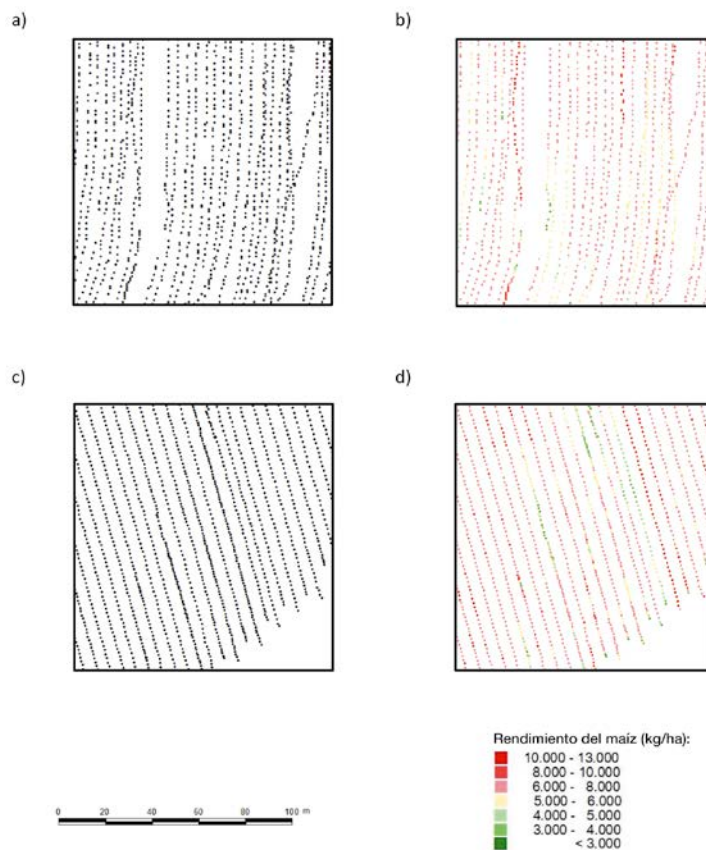 a)
b)
c)
d)
Rendimiento del maíz (kg/ha):
10.000 - 13.000
8.000 - 10.000
6.000 - 8.000
5.000 - 6.000
4.000 - 5.000
3.000 - 4.000
< 3.000
0 20 40 60 80 100 m